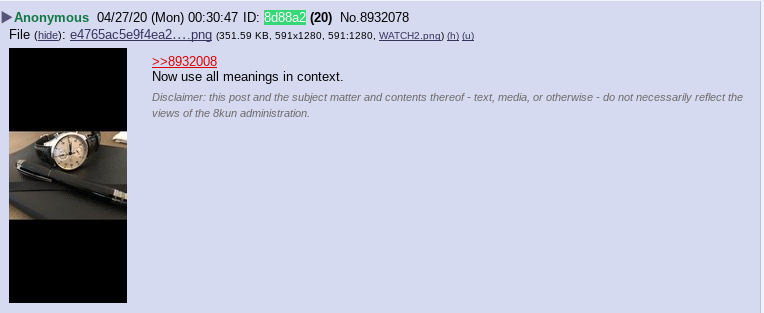 ▶Anonymous 04/27/20 (Mon) 00:30:47 ID: 8d88a2 (20) No.8932078
File (hide): e4765ac5e9f4ea2….png (351.59 KB, 591x1280, 591:1280, WATCH2.png) (h) (u)
>>8932008
Now use all meanings in context.
Disclaimer: this post and the subject matter and contents thereof - text, media, or otherwise - do not necessarily reflect the
views of the 8kun administration.